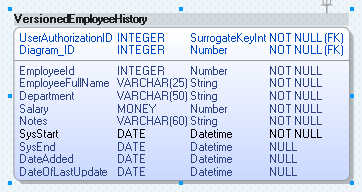 VersionedEmployeeHistory
UserAuthorizationID INTEGER SurrogateKeyInt NOT NULL (FK)
Diagram_ID INTEGER Number NOT NULL (FK)
EmployeeId INTEGER Number NOT NULL
EmployeeFullName VARCHAR(25) String NOT NULL
Department VARCHAR(50) String NOT NULL
Salary MONEY Number NOT NULL
Notes VARCHAR(60) String NOT NULL
SysStart DATE Datetime NOT NULL
SysEnd DATE Datetime NULL
DateAdded DATE Datetime NULL
DateOfLastUpdate DATE Datetime NULL